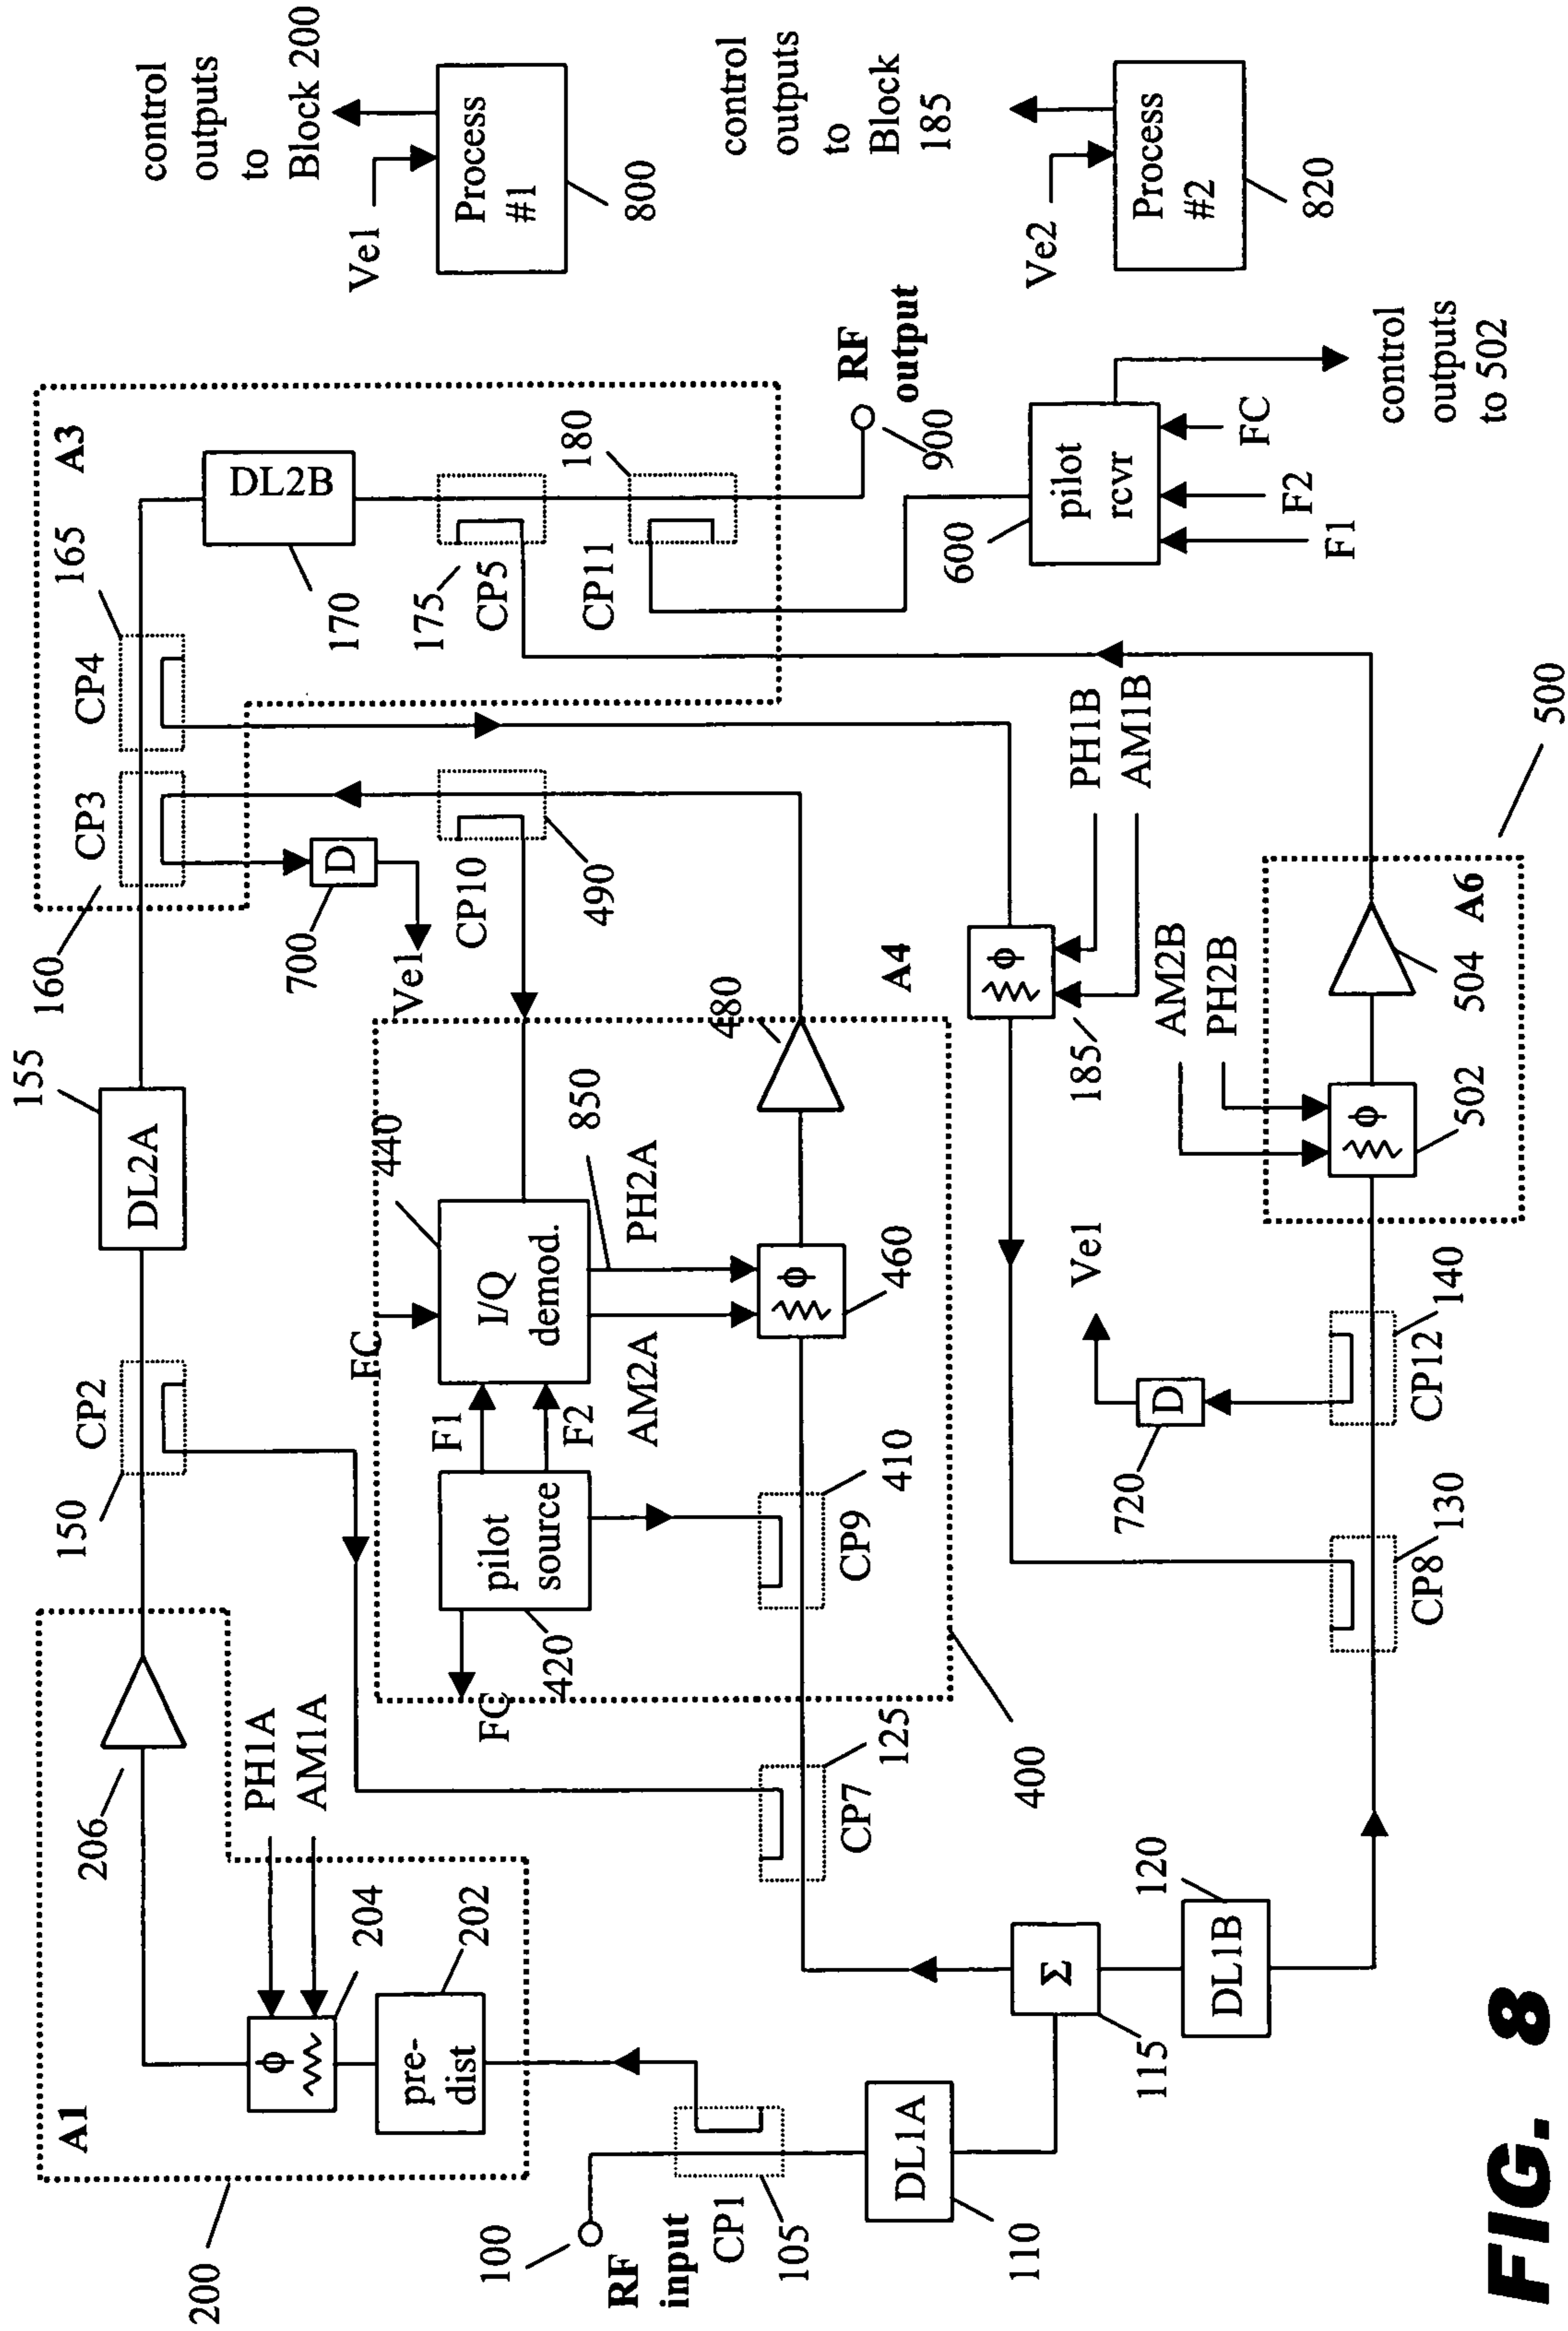 A1
200
206
PH1A
AM1A
204
202
pre-
dist
100
RF
input
CP1
105
DL1A
110
150
CP2
155
DL2A
160
CP3
CP4
165
A3
DL2B
170
175
CP5
180
CP11
RF
output
900
700
D
Ve1
CP10
490
FC
440
I/Q
demod.
F1
F2
pilot
source
420
FC
850
PH2A
AM2A
ϕ
460
480
A4
CP9
410
CP7
125
400
Σ
115
DL1B
120
ϕ
ϕ
185
PH1B
AM1B
600
pilot
rcvr
F1
F2
FC
control
outputs
to 502
Ve1
D
720
CP8
130
CP12
140
AM2B
PH2B
ϕ
502
504
A6
500
control
outputs
to
Block 200
Ve1
Process
#1
800
control
outputs
to
Block
185
Ve2
Process
#2
820
FIG. 8